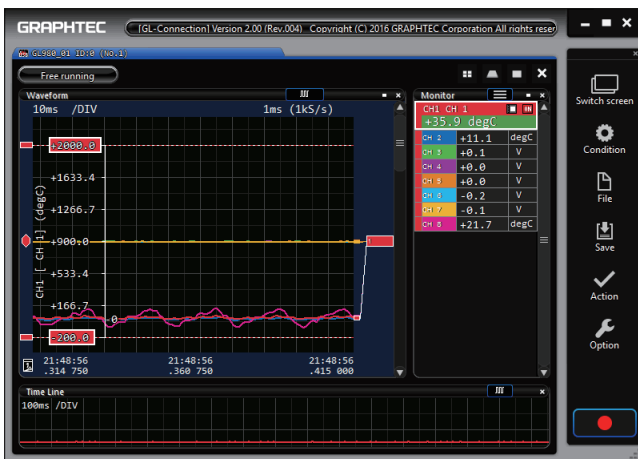 GRAPHTEC
[GL-Connection] Version 2.00 (Rev.004) Copyright (C) 2016 GRAPHTEC Corporation All rights reser
GL980_01 ID:0 (No.1)
Free running
Waveform
10ms /DIV
1ms (1kS/s)
+2000.0
+1633.4
+1266.7
+900.0
+533.4
+166.7
-0
-200.0
CH1 [ CH 1] (degC)
21:48:56
.314 750
21:48:56
.360 750
21:48:56
.415 000
Monitor
CH1 CH 1
+35.9 degC
CH 2 +11.1 degC
CH 3 +0.1 V
CH 4 +0.0 V
CH 5 +0.0 V
CH 6 -0.2 V
CH 7 -0.1 V
CH 8 +21.7 degC
Switch screen
Condition
File
Save
Action
Option
Time Line
100ms /DIV